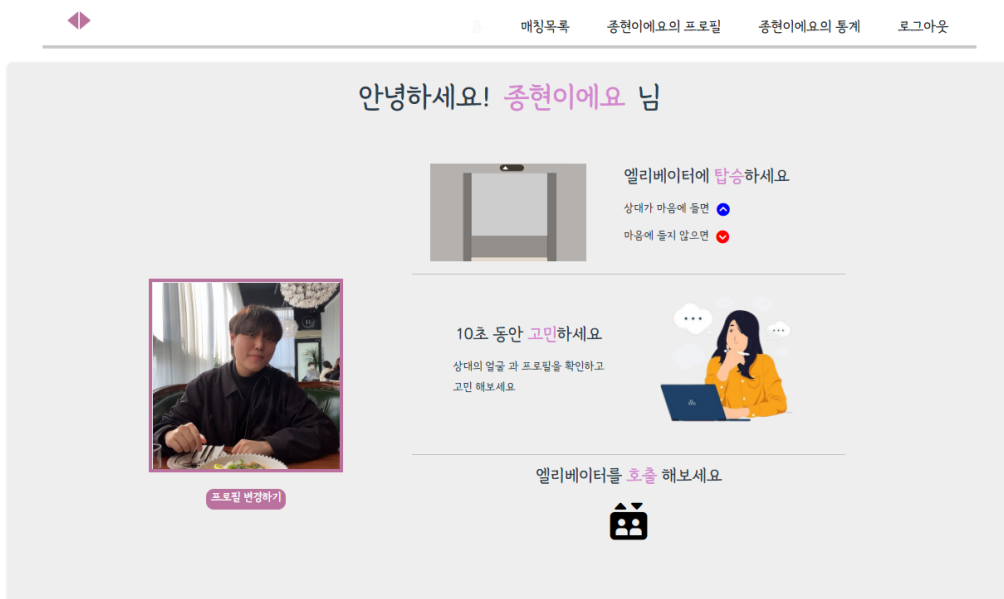 매칭목록 종현이에요의 프로필 종현이에요의 통계 로그아웃
안녕하세요! 종현이에요 님
엘리베이터에 탑승하세요
상대가 마음에 들면
마음에 들지 않으면
10초 동안 고민하세요
상대의 얼굴 과 프로필을 확인하고
고민 해보세요
프로필 변경하기
엘리베이터를 호출 해보세요